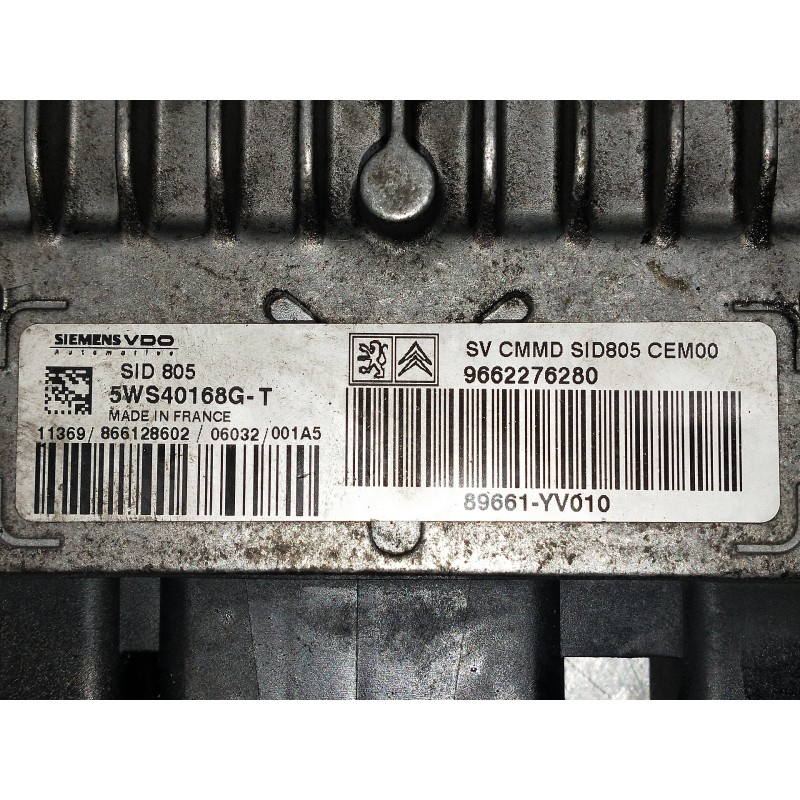 SIEMENS VDO
Automotive
SID 805
5WS40168G-T
MADE IN FRANCE
11369/866128602/06032/001A5
SV CMMD SID805 CEM00
9662276280
89661-YV010